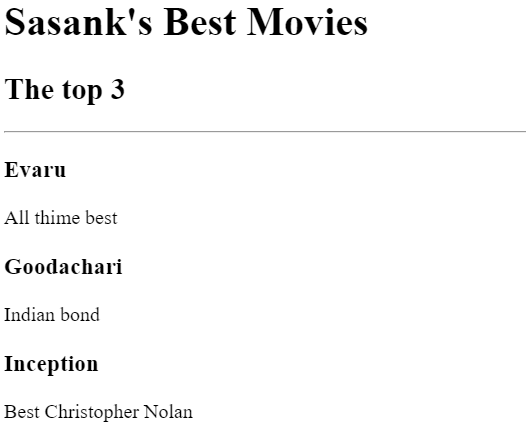 Sasank's Best Movies
The top 3
Evaru
All thime best
Goodachari
Indian bond
Inception
Best Christopher Nolan